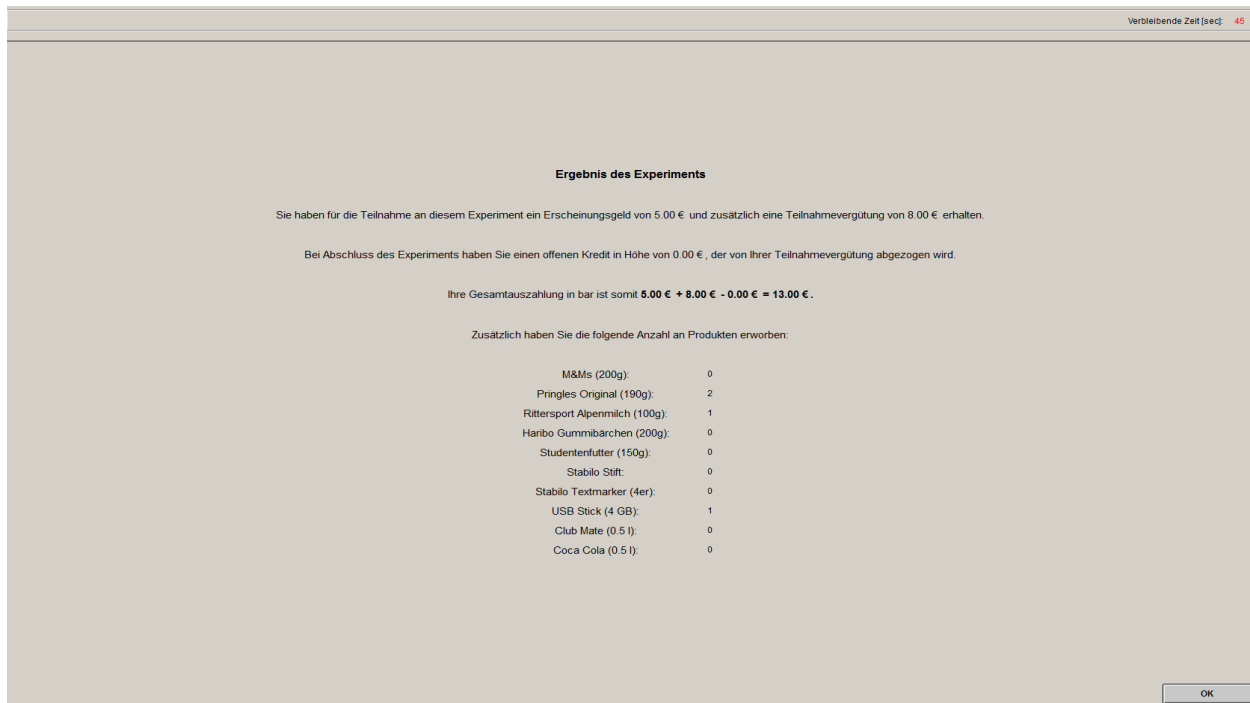 Verbleibende Zeit [sec]: 45
Ergebnis des Experiments
Sie haben für die Teilnahme an diesem Experiment ein Erscheinungsgeld von 5.00 € und zusätzlich eine Teilnahmevergütung von 8.00 € erhalten.
Bei Abschluss des Experiments haben Sie einen offenen Kredit in Höhe von 0.00 € , der von Ihrer Teilnahmevergütung abgezogen wird.
Ihre Gesamtauszahlung in bar ist somit 5.00 € + 8.00 € - 0.00 € = 13.00 € .
Zusätzlich haben Sie die folgende Anzahl an Produkten erworben:
M&Ms (200g): 0
Pringles Original (190g): 2
Rittersport Alpenmilch (100g): 1
Haribo Gummibärchen (200g): 0
Studentenfutter (150g): 0
Stabilo Stift: 0
Stabilo Textmarker (4er): 0
USB Stick (4 GB): 1
Club Mate (0.5 l): 0
Coca Cola (0.5 l): 0
OK